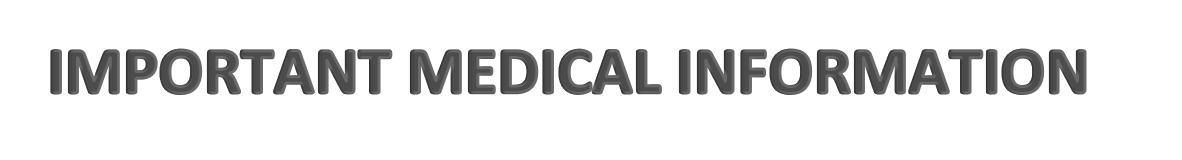 IMPORTANT MEDICAL INFORMATION